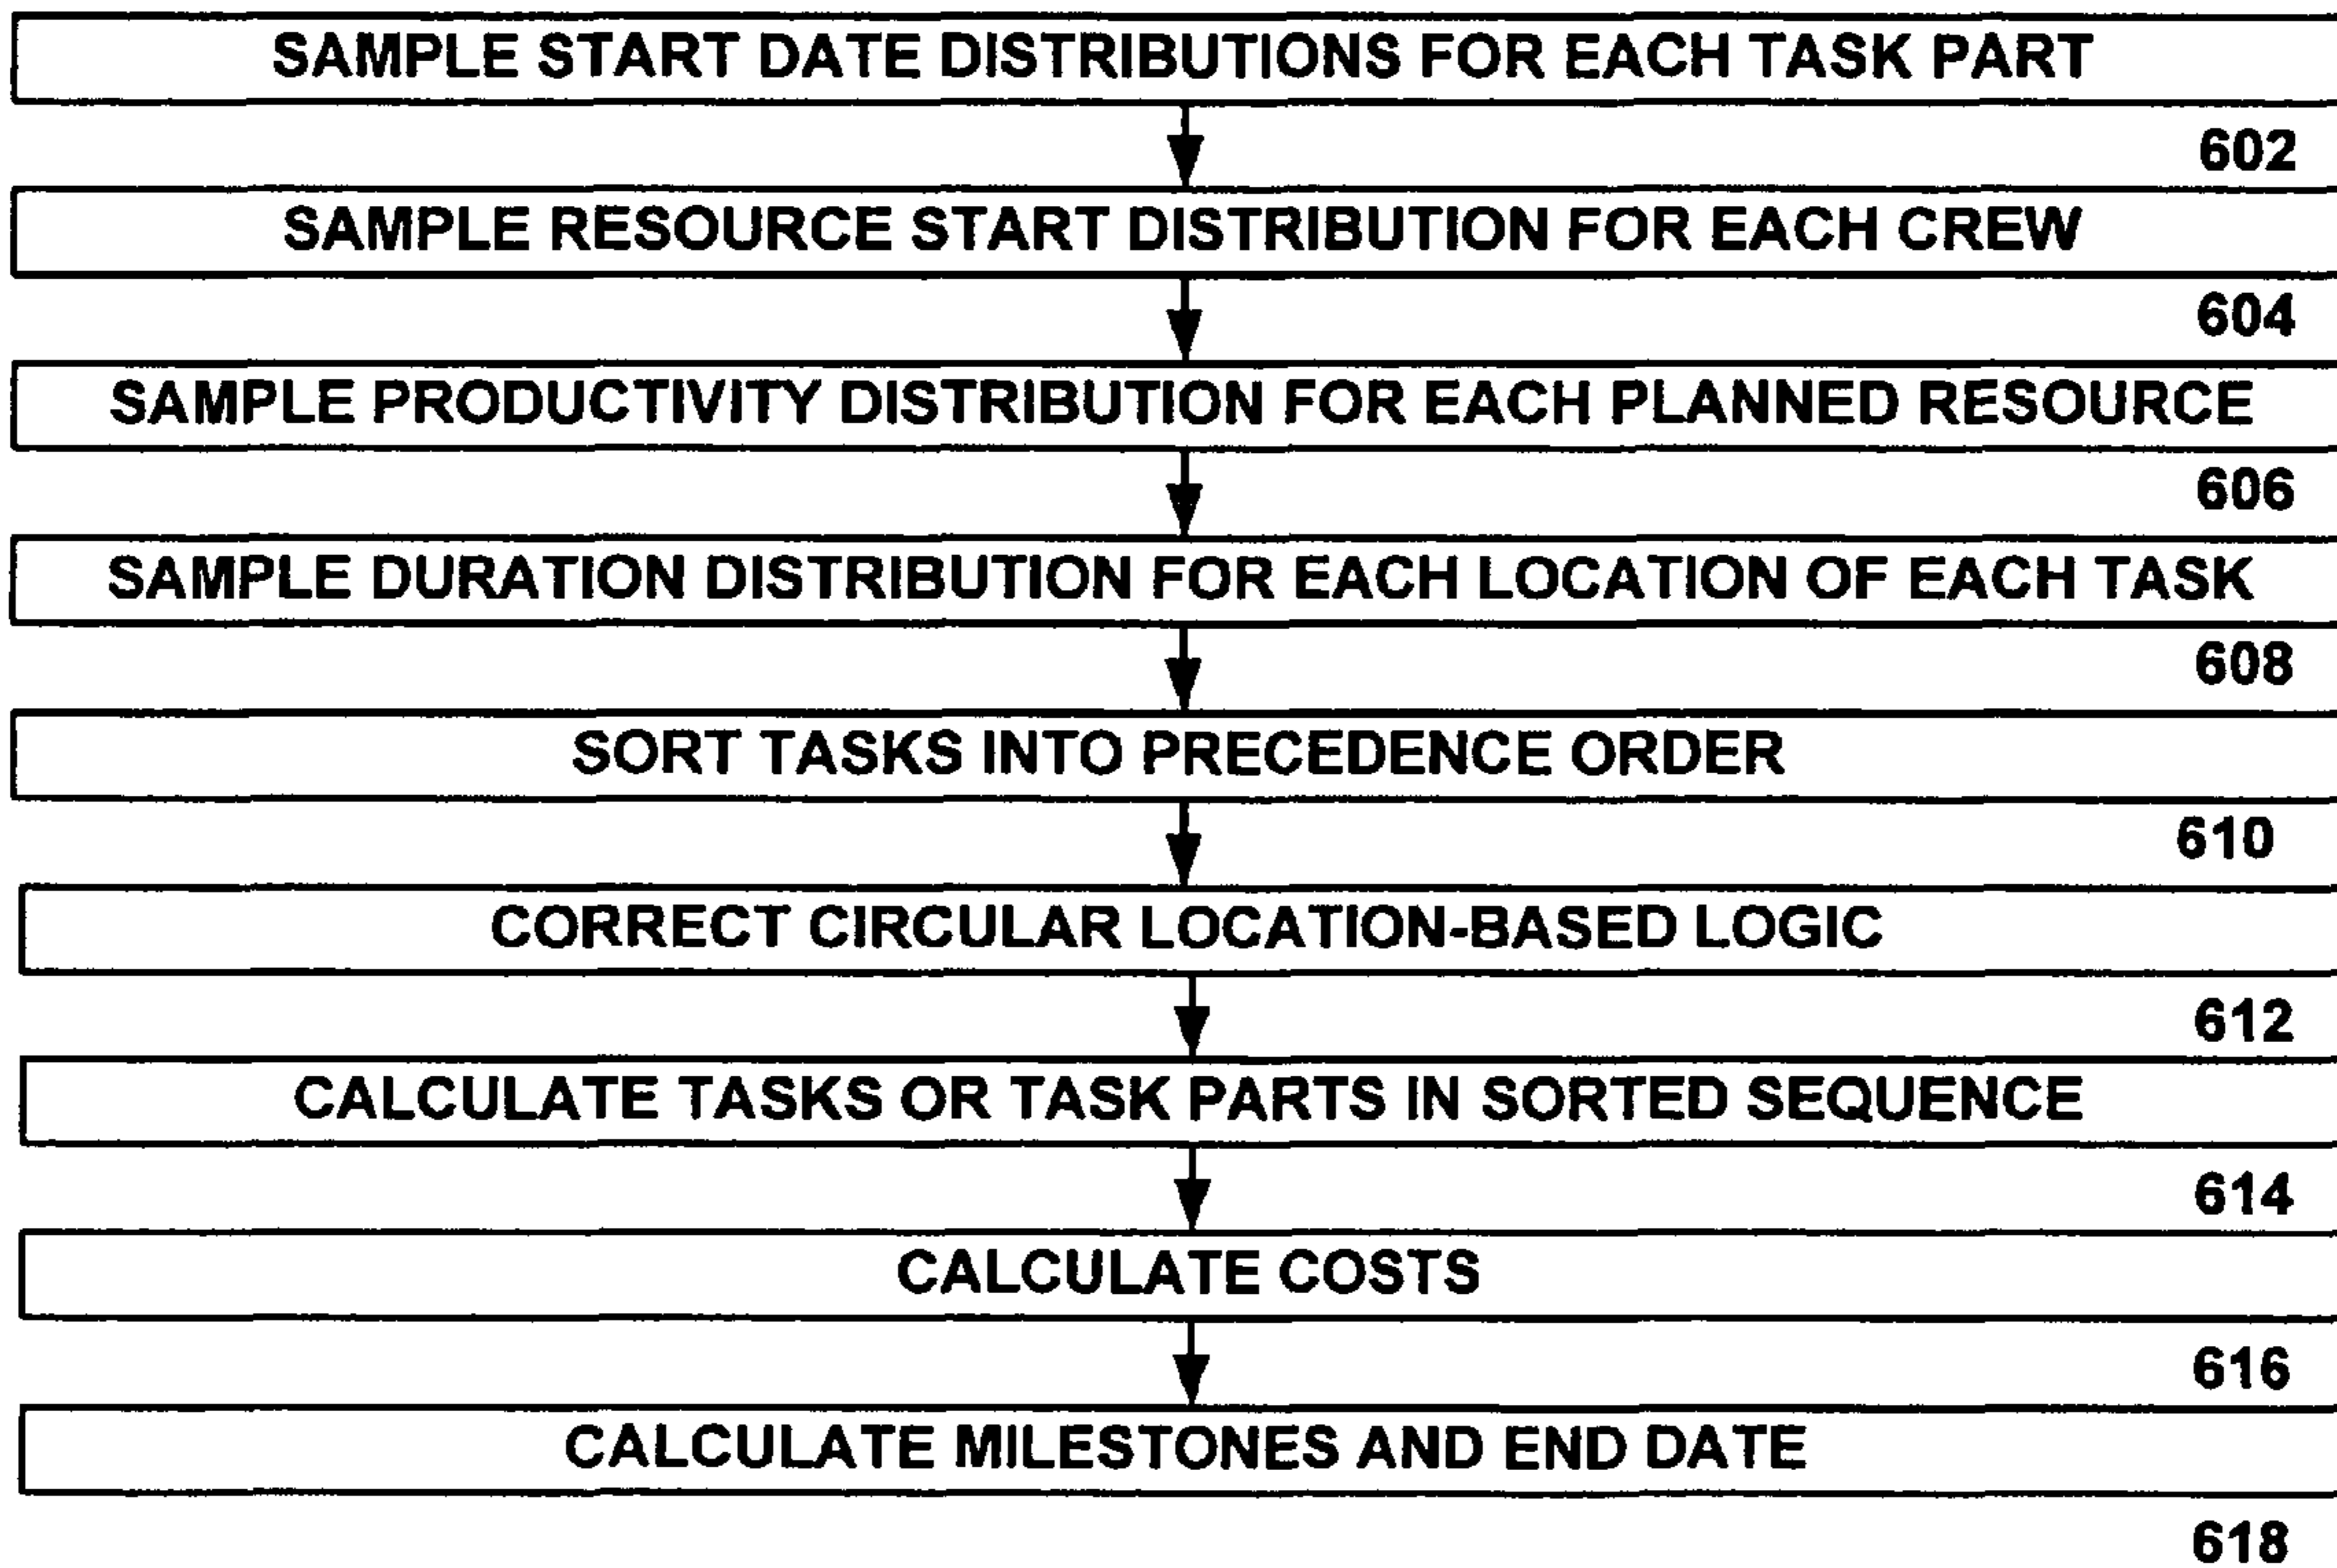 SAMPLE START DATE DISTRIBUTIONS FOR EACH TASK PART
602
SAMPLE RESOURCE START DISTRIBUTION FOR EACH CREW
604
SAMPLE PRODUCTIVITY DISTRIBUTION FOR EACH PLANNED RESOURCE
606
SAMPLE DURATION DISTRIBUTION FOR EACH LOCATION OF EACH TASK
608
SORT TASKS INTO PRECEDENCE ORDER
610
CORRECT CIRCULAR LOCATION-BASED LOGIC
612
CALCULATE TASKS OR TASK PARTS IN SORTED SEQUENCE
614
CALCULATE COSTS
616
CALCULATE MILESTONES AND END DATE
618